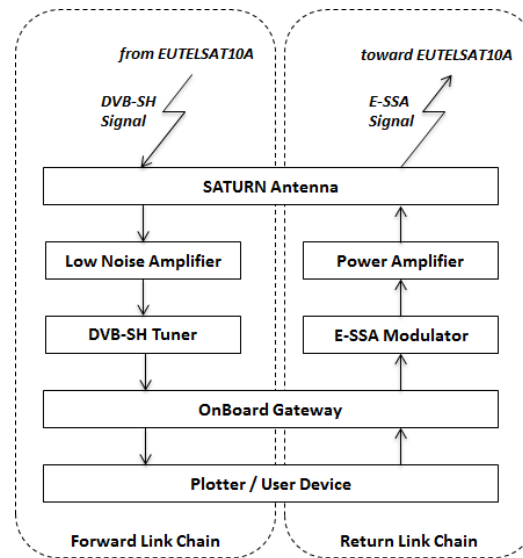 from EUTELSAT10A
toward EUTELSAT10A
DVB-SH
Signal
E-SSA
Signal
SATURN Antenna
Low Noise Amplifier
Power Amplifier
DVB-SH Tuner
E-SSA Modulator
OnBoard Gateway
Plotter / User Device
Forward Link Chain
Return Link Chain